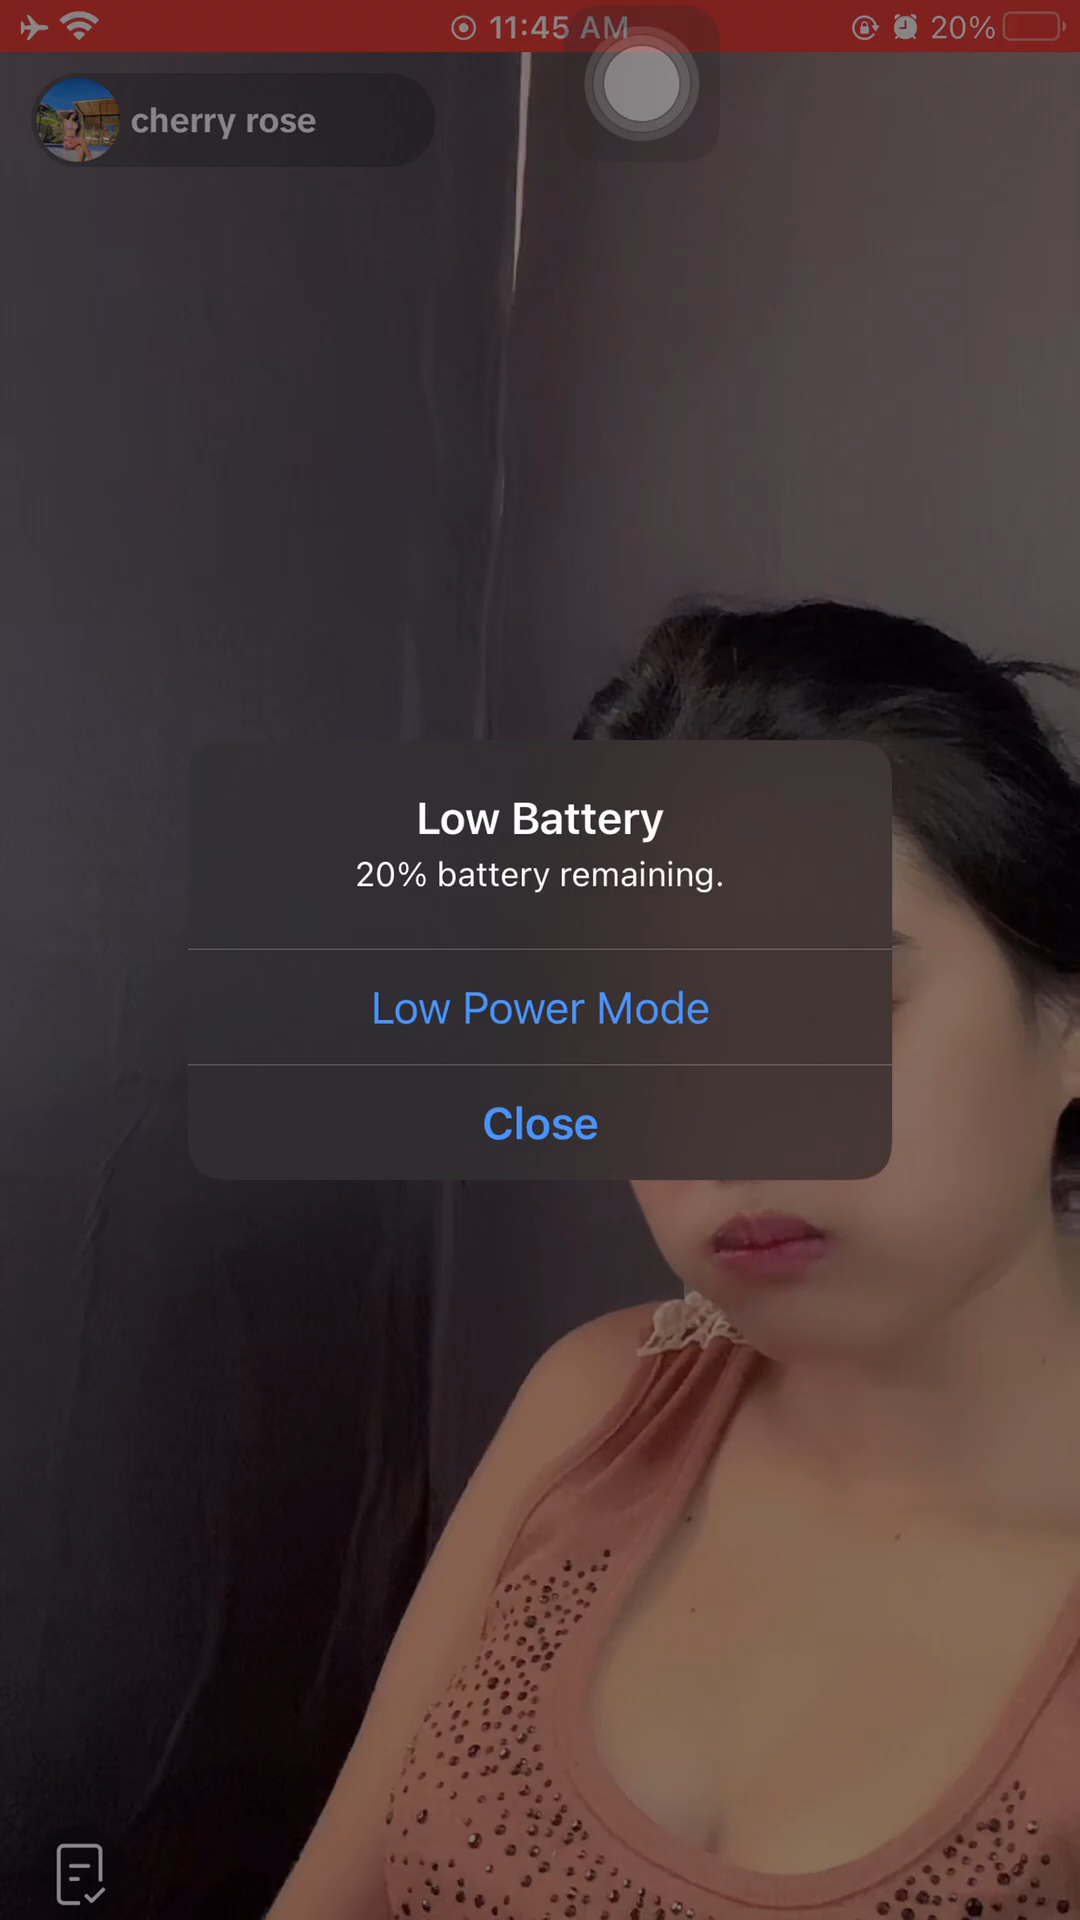 11:45 AM
20%
cherry rose
Low Battery
20% battery remaining.
Low Power Mode
Close